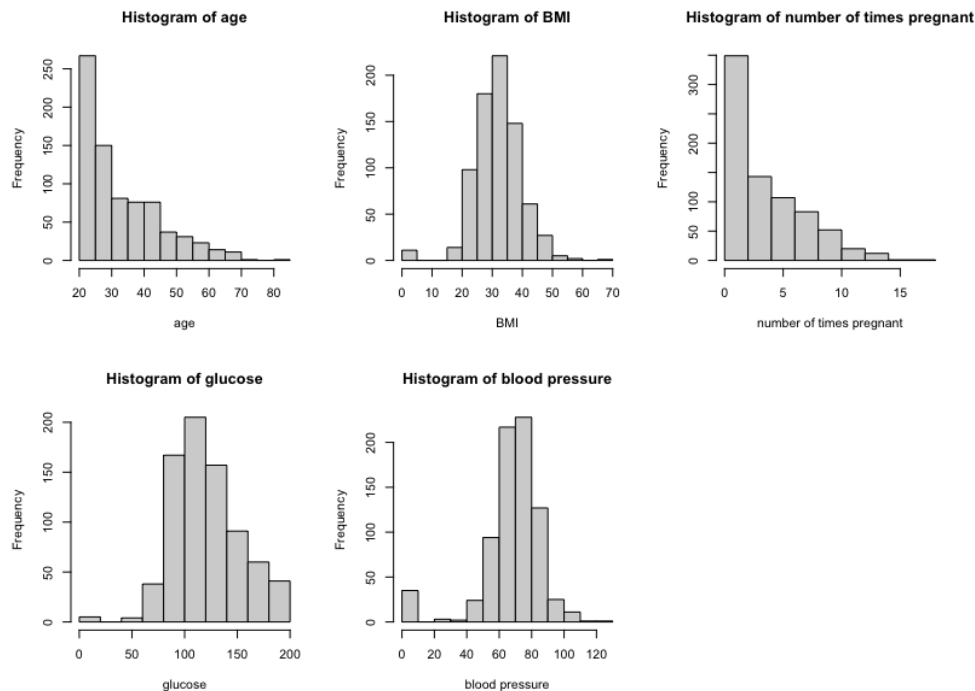 Histogram of age
Histogram of BMI
Histogram of number of times pregnant
Frequency
0 50 100 150 200 250
20 30 40 50 60 70 80
age
Frequency
0 50 100 150 200
0 10 20 30 40 50 60 70
BMI
Frequency
0 50 100 200 300
0 5 10 15
number of times pregnant
Histogram of glucose
Histogram of blood pressure
Frequency
0 50 100 150 200
0 50 100 150 200
glucose
Frequency
0 50 100 150 200
0 20 40 60 80 100 120
blood pressure